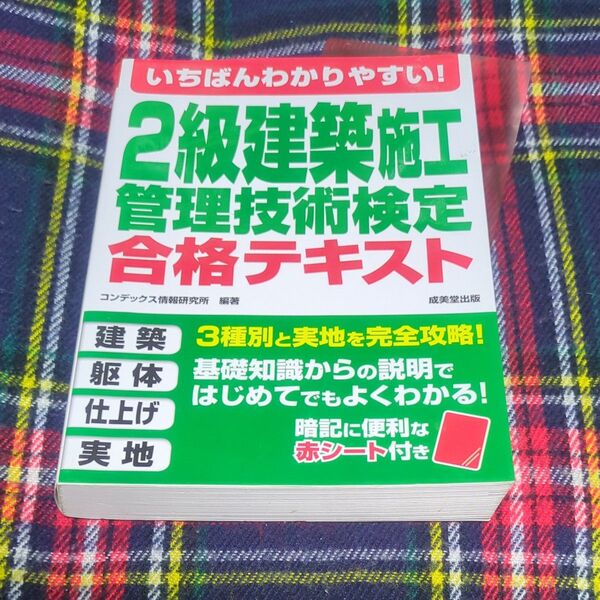 いちばんわかりやすい!
2級建築施工
管理技術検定
合格テキスト
コンデックス情報研究所 編著
成美堂出版
建築
躯体
仕上げ
実地
3種別と実地を完全攻略!
基礎知識からの説明で
はじめてでもよくわかる!
暗記に便利な
赤シート付き